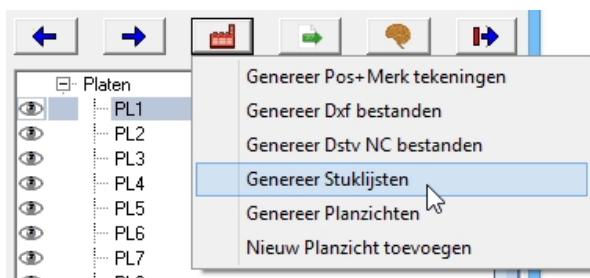 Platen
PL1
PL2
PL3
PL4
PL5
PL6
PL7
Genereer Pos+Merk tekeningen
Genereer Dxf bestanden
Genereer Dstv NC bestanden
Genereer Stuklijsten
Genereer Planzichten
Nieuw Planzicht toevoegen